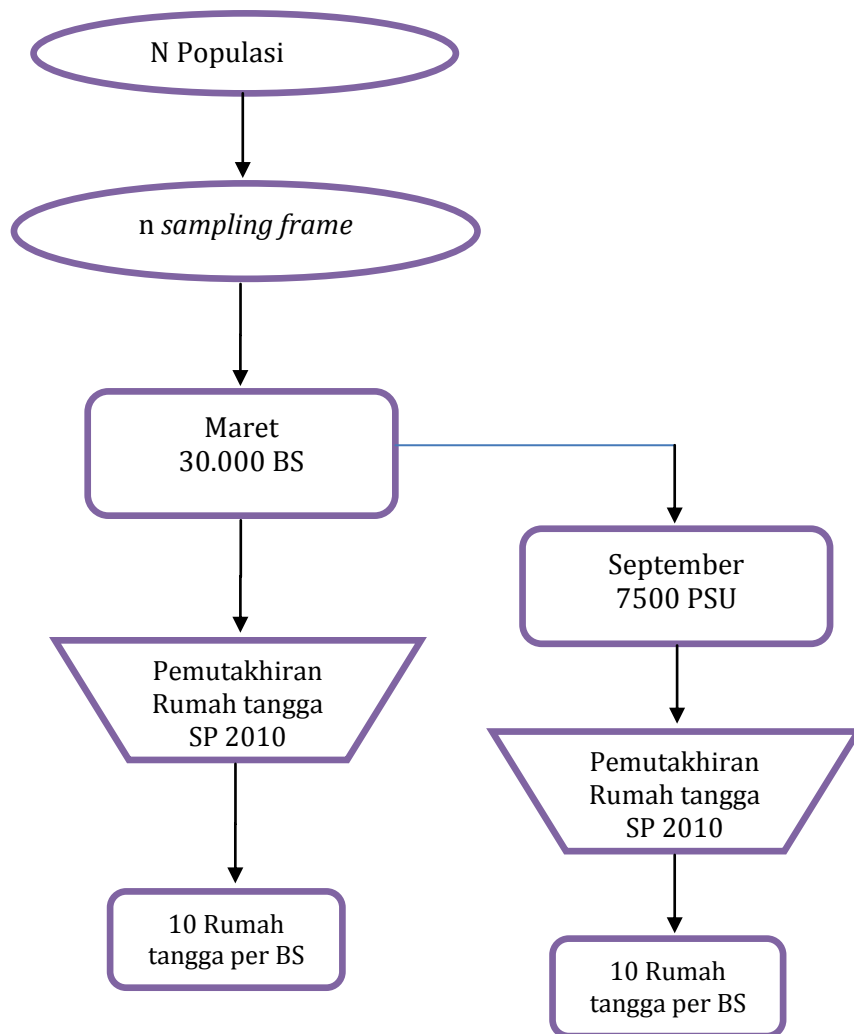 N Populasi
n sampling frame
Maret
30.000 BS
September
7500 PSU
Pemutakhiran
Rumah tangga
SP 2010
Pemutakhiran
Rumah tangga
SP 2010
10 Rumah
tangga per BS
10 Rumah
tangga per BS